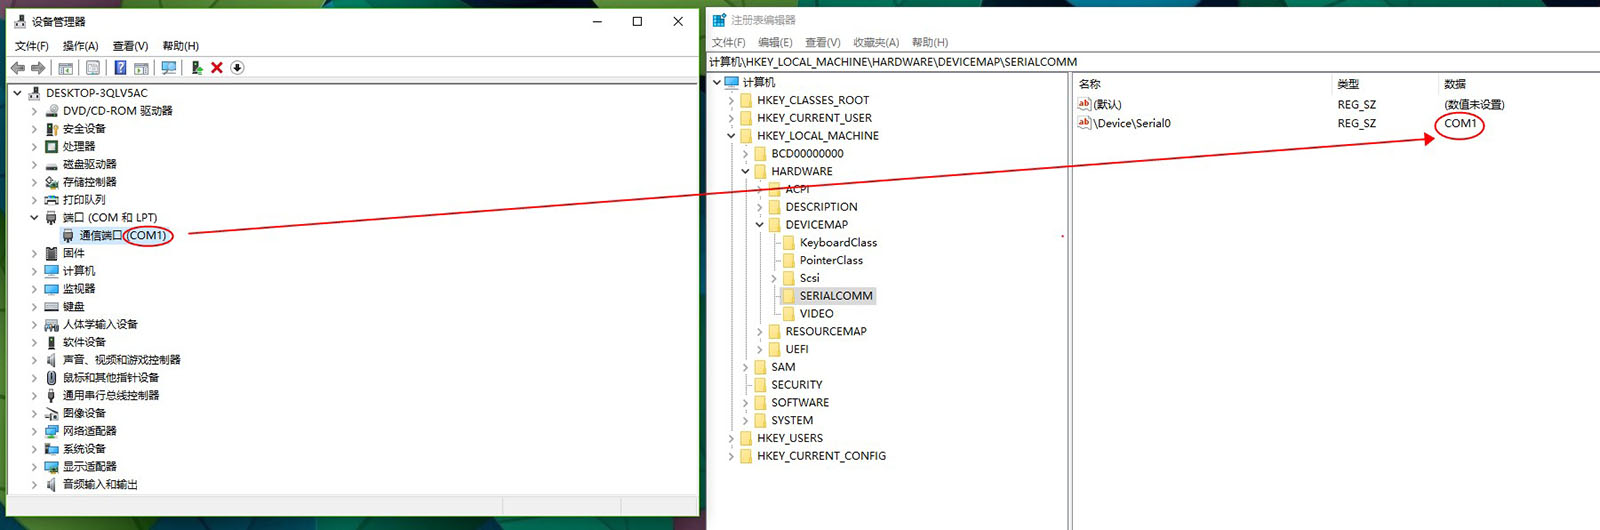 设备管理器
文件(F) 操作(A) 查看(V) 帮助(H)
DESKTOP-3QLV5AC
DVD/CD-ROM 驱动器
安全设备
处理器
磁盘驱动器
存储控制器
打印队列
端口 (COM 和 LPT)
通信端口 (COM1)
固件
计算机
监视器
键盘
人体学输入设备
软件设备
声音、视频和游戏控制器
鼠标和其他指针设备
通用串行总线控制器
图像设备
网络适配器
系统设备
显示适配器
音频输入和输出
注册表编辑器
文件(F) 编辑(E) 查看(V) 收藏夹(A) 帮助(H)
计算机\HKEY_LOCAL_MACHINE\HARDWARE\DEVICEMAP\SERIALCOMM
计算机
HKEY_CLASSES_ROOT
HKEY_CURRENT_USER
HKEY_LOCAL_MACHINE
BCD00000000
HARDWARE
ACPI
DESCRIPTION
DEVICEMAP
KeyboardClass
PointerClass
Scsi
SERIALCOMM
VIDEO
RESOURCEMAP
UEFI
SAM
SECURITY
SOFTWARE
SYSTEM
HKEY_USERS
HKEY_CURRENT_CONFIG
名称 类型 数据
ab (默认) REG_SZ (数值未设置)
ab \Device\Serial0 REG_SZ COM1